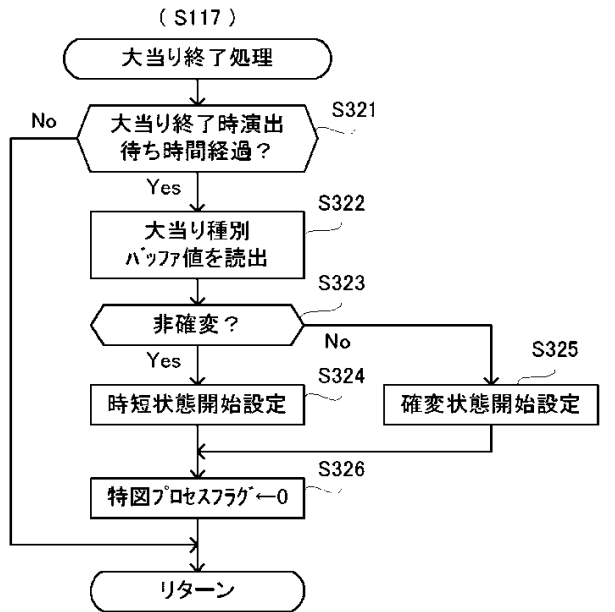 ( S117 )
大当り終了処理
S321
No
大当り終了時演出
待ち時間経過？
Yes
S322
大当り種別
ﾊﾞｯﾌｧ値を読出
S323
非確変？
No
Yes
S324
S325
時短状態開始設定
確変状態開始設定
S326
特図ﾌﾟﾛｾｽﾌﾗｸﾞ←0
リターン